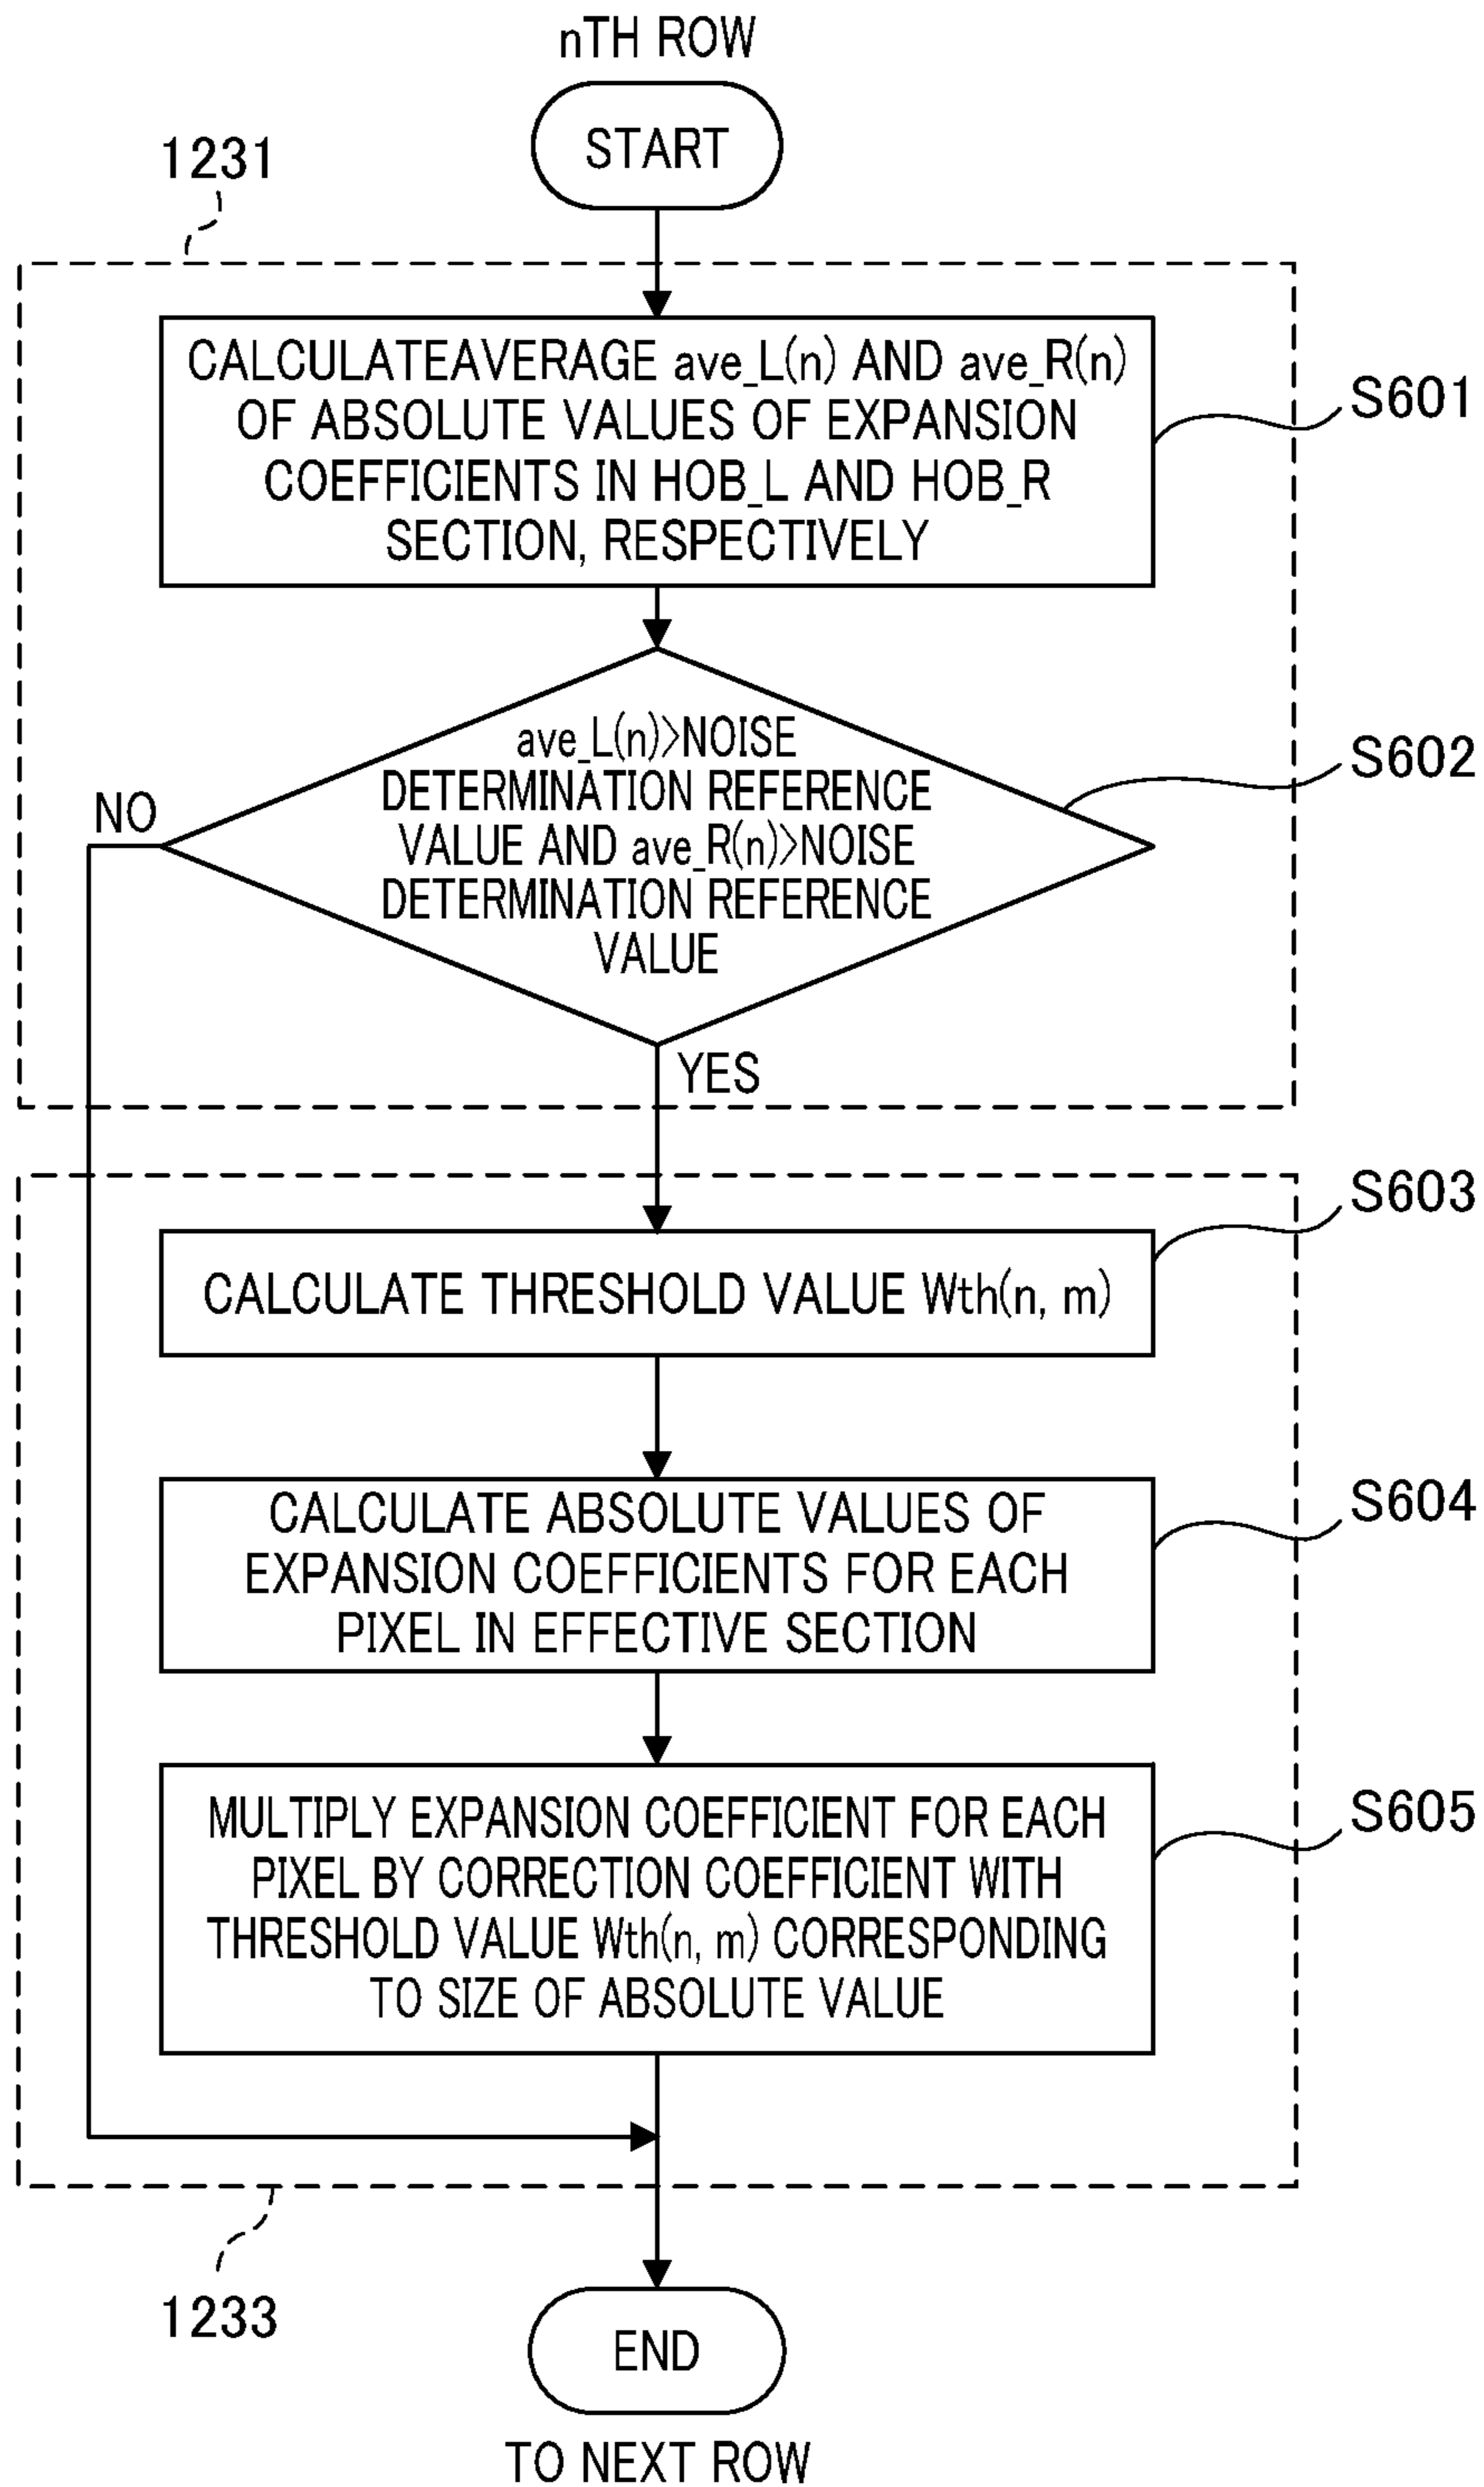 nTH ROW
START
1231
CALCULATEAVERAGE ave_L(n) AND ave_R(n)
OF ABSOLUTE VALUES OF EXPANSION
COEFFICIENTS IN HOB_L AND HOB_R
SECTION, RESPECTIVELY
S601
ave_L(n)>NOISE
DETERMINATION REFERENCE
VALUE AND ave_R(n)>NOISE
DETERMINATION REFERENCE
VALUE
S602
NO
YES
CALCULATE THRESHOLD VALUE Wth(n, m)
S603
CALCULATE ABSOLUTE VALUES OF
EXPANSION COEFFICIENTS FOR EACH
PIXEL IN EFFECTIVE SECTION
S604
MULTIPLY EXPANSION COEFFICIENT FOR EACH
PIXEL BY CORRECTION COEFFICIENT WITH
THRESHOLD VALUE Wth(n, m) CORRESPONDING
TO SIZE OF ABSOLUTE VALUE
S605
1233
END
TO NEXT ROW